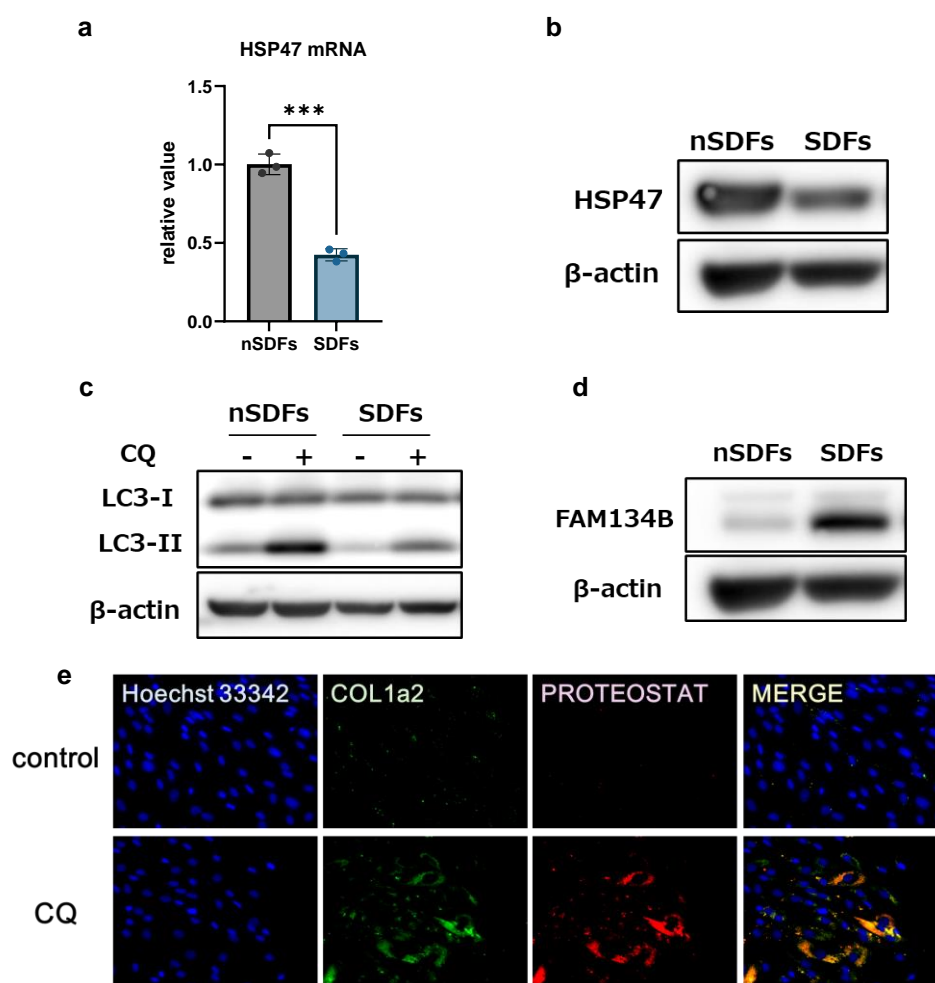 a
HSP47 mRNA
relative value
1.5
1.0
0.5
0.0
***
nSDFs SDFs
b
nSDFs SDFs
HSP47
β-actin
c
nSDFs SDFs
CQ - + - +
LC3-I
LC3-II
β-actin
d
nSDFs SDFs
FAM134B
β-actin
e
Hoechst 33342 COL1a2 PROTEOSTAT MERGE
control
CQ